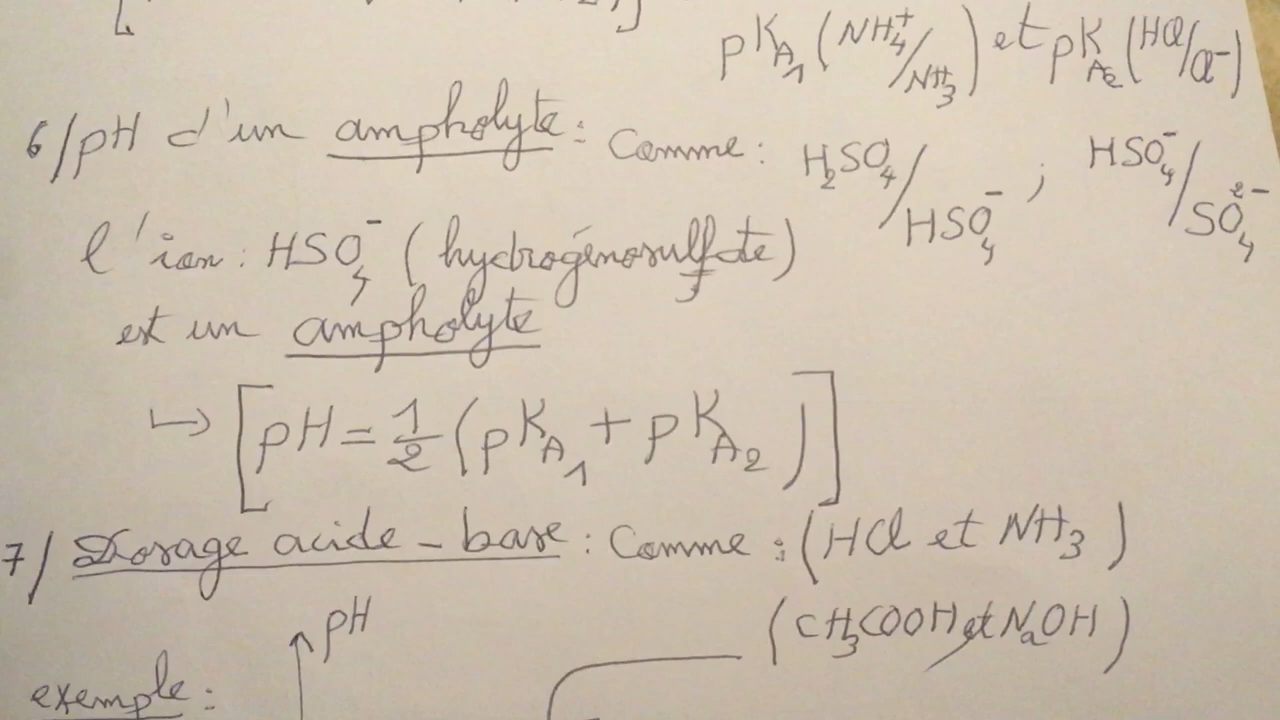 pKA1 (NH4+/NH3) et pKA2 (HCl/Cl-)
6/ pH d'un ampholyte : Comme : H2SO4/HSO4- ; HSO4-/SO4 2-
l'ion : HSO4- (hydrogénosulfate)
est un ampholyte
↳ [pH = 1/2 (pKA1 + pKA2)]
7/ Dosage acide - base : Comme : (HCl et NH3)
(CH3COOH et NaOH)
pH
exemple :